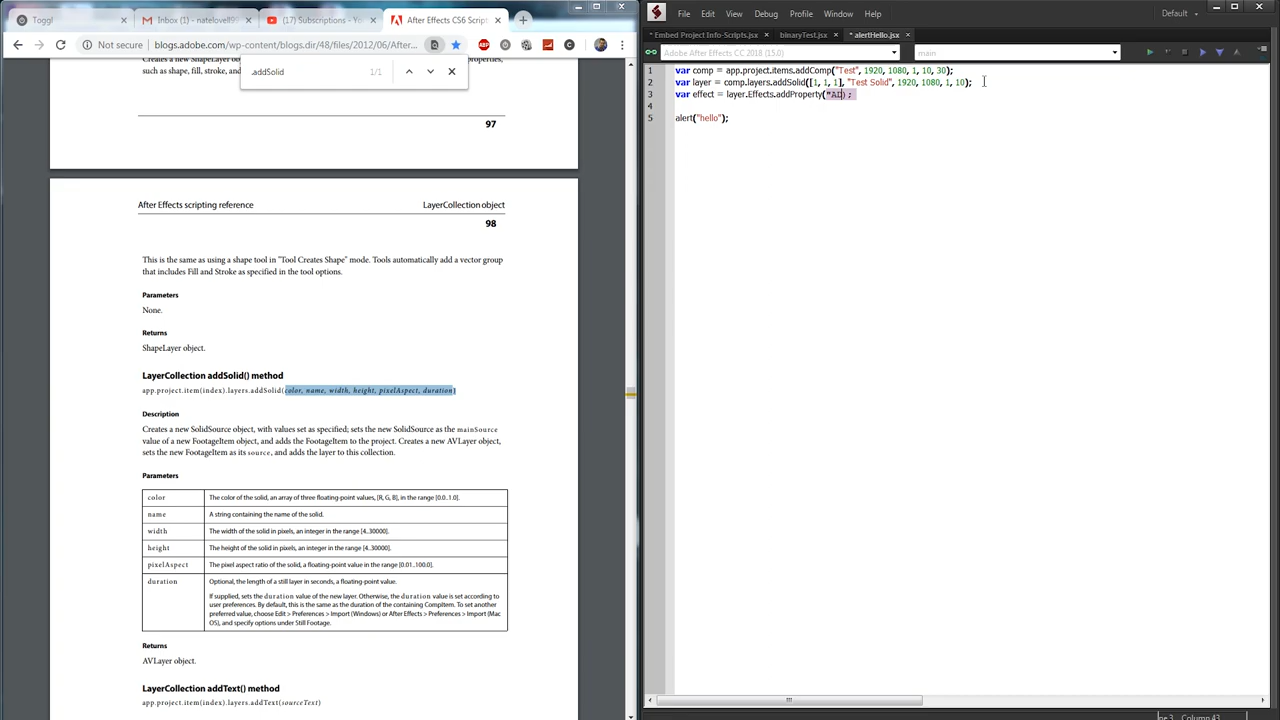 Toggl
Inbox (1) - natelovell9
(17) Subscriptions - Yo
After Effects CS6 Script
Not secure
blogs.adobe.com/wp-content/blogs.dir/48/files/2012/06/After...
.addSolid
1/1
such as shape, fill, stroke, an
97
After Effects scripting reference
LayerCollection object
98
This is the same as using a shape tool in "Tool Creates Shape" mode. Tools automatically add a vector group
that includes Fill and Stroke as specified in the tool options.
Parameters
None.
Returns
ShapeLayer object.
LayerCollection addSolid() method
app.project.item(index).layers.addSolid(color, name, width, height, pixelAspect, duration)
Description
Creates a new SolidSource object, with values set as specified; sets the new SolidSource as the mainSource
value of a new FootageItem object, and adds the FootageItem to the project. Creates a new AVLayer object,
sets the new FootageItem as its source, and adds the layer to this collection.
Parameters
color The color of the solid, an array of three floating-point values, [R, G, B], in the range [0.0..1.0].
name A string containing the name of the solid.
width The width of the solid in pixels, an integer in the range [4..30000].
height The height of the solid in pixels, an integer in the range [4..30000].
pixelAspect The pixel aspect ratio of the solid, a floating-point value in the range [0.01..100.0].
duration Optional, the length of a still layer in seconds, a floating-point value.
If supplied, sets the duration value of the new layer. Otherwise, the duration value is set according to
user preferences. By default, this is the same as the duration of the containing CompItem. To set another
preferred value, choose Edit > Preferences > Import (Windows) or After Effects > Preferences > Import (Mac
OS), and specify options under Still Footage.
Returns
AVLayer object.
LayerCollection addText() method
app.project.item(index).layers.addText(sourceText)
File Edit View Debug Profile Window Help
Default
Embed Project Info-Scripts.jsx
binaryTest.jsx
*alertHello.jsx
Adobe After Effects CC 2018 (15.0)
main
1 var comp = app.project.items.addComp("Test", 1920, 1080, 1, 10, 30);
2 var layer = comp.layers.addSolid([1, 1, 1], "Test Solid", 1920, 1080, 1, 10);
3 var effect = layer.Effects.addProperty("AD);
4
5 alert("hello");
line 3
Column 43